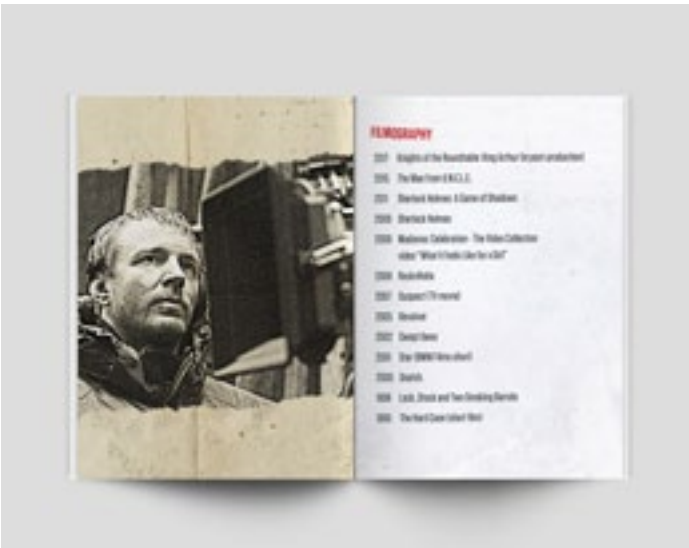 FILMOGRAPHY
2017 Knights of the Roundtable: King Arthur (in post-production)
2015 The Man from U.N.C.L.E.
2011 Sherlock Holmes: A Game of Shadows
2009 Sherlock Holmes
2009 Madonna: Celebration - The Video Collection
video "What It Feels Like for a Girl"
2008 RocknRolla
2007 Suspect (TV movie)
2005 Revolver
2002 Swept Away
2001 Star (BMW films short)
2000 Snatch.
1998 Lock, Stock and Two Smoking Barrels
1995 The Hard Case (short film)